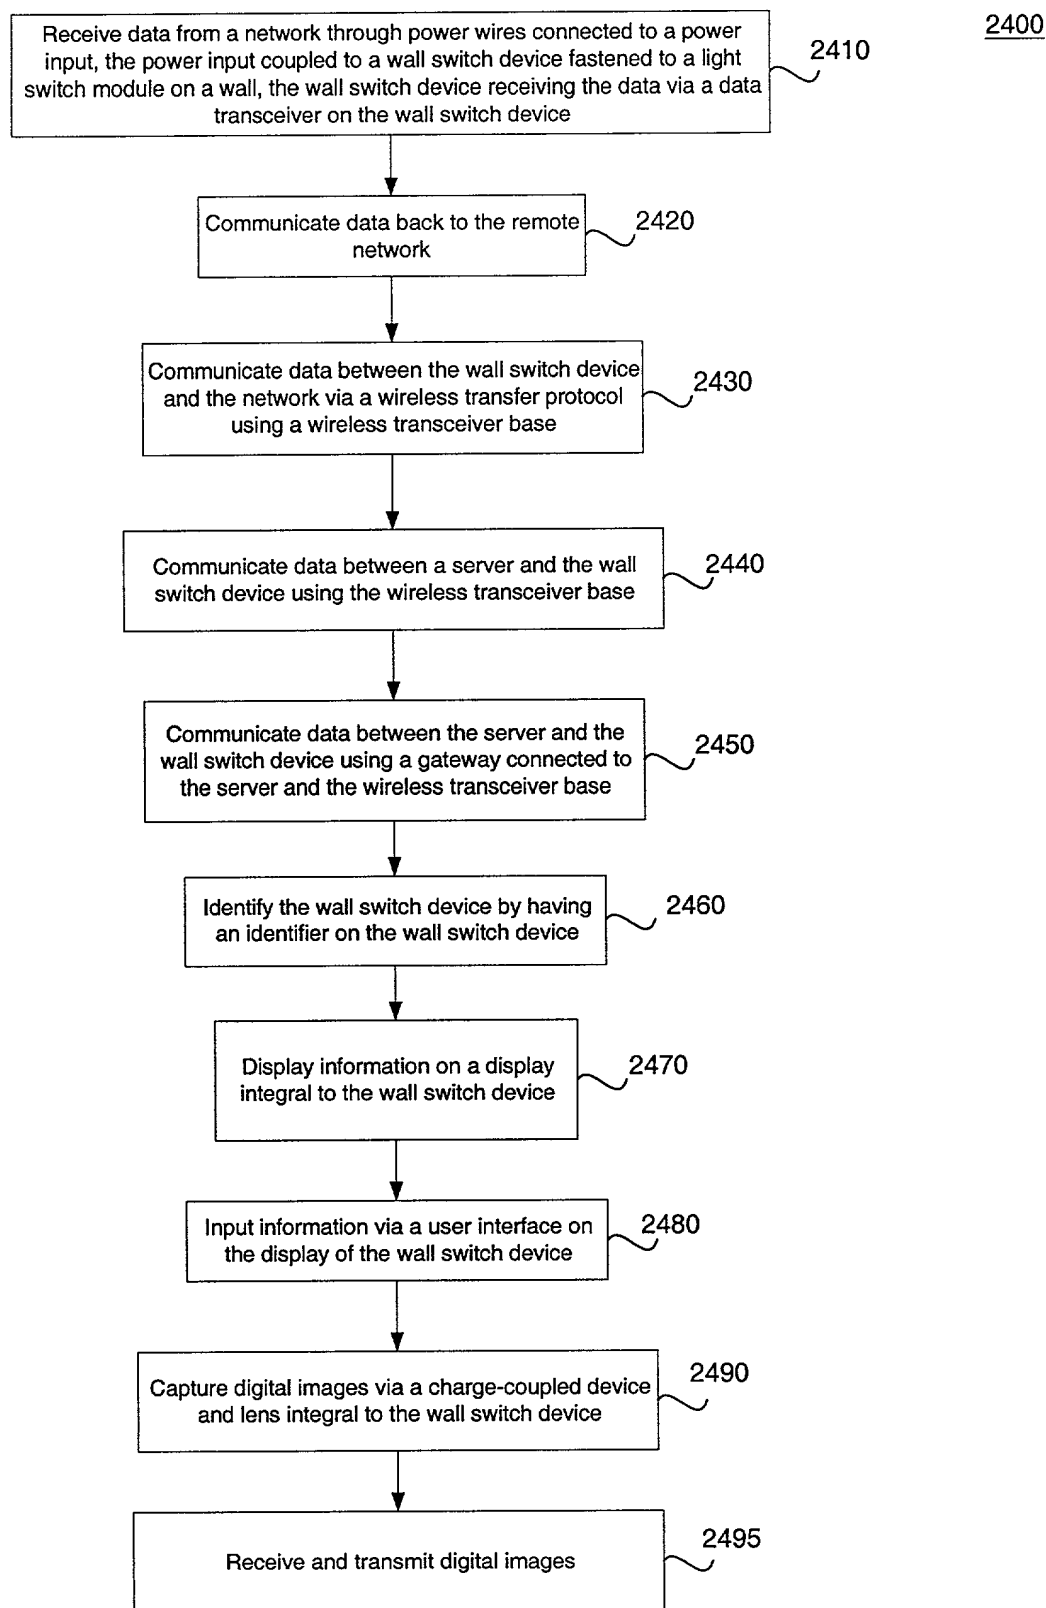 2400
Receive data from a network through power wires connected to a power
input, the power input coupled to a wall switch device fastened to a light
switch module on a wall, the wall switch device receiving the data via a data
transceiver on the wall switch device
2410
Communicate data back to the remote
network
2420
Communicate data between the wall switch device
and the network via a wireless transfer protocol
using a wireless transceiver base
2430
Communicate data between a server and the wall
switch device using the wireless transceiver base
2440
Communicate data between the server and the
wall switch device using a gateway connected to
the server and the wireless transceiver base
2450
Identify the wall switch device by having
an identifier on the wall switch device
2460
Display information on a display
integral to the wall switch device
2470
Input information via a user interface on
the display of the wall switch device
2480
Capture digital images via a charge-coupled device
and lens integral to the wall switch device
2490
Receive and transmit digital images
2495